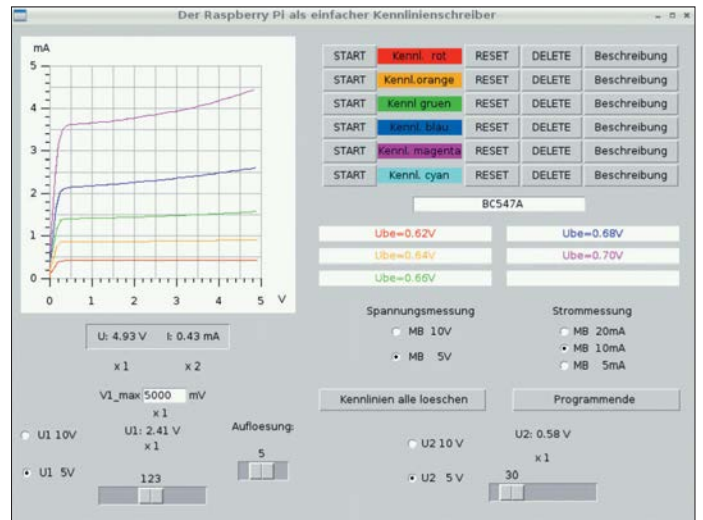 Der Raspberry Pi als einfacher Kennlinienschreiber
mA
5
4
3
2
1
0
0 1 2 3 4 5 V
START Kennl. rot RESET DELETE Beschreibung
START Kennl.orange RESET DELETE Beschreibung
START Kennl gruen RESET DELETE Beschreibung
START Kennl. blau RESET DELETE Beschreibung
START Kennl. magenta RESET DELETE Beschreibung
START Kennl. cyan RESET DELETE Beschreibung
BC547A
Ube=0.62V Ube=0.68V
Ube=0.64V Ube=0.70V
Ube=0.66V
Spannungsmessung Strommessung
MB 10V MB 20mA
MB 5V MB 10mA
MB 5mA
U: 4.93 V I: 0.43 mA
x 1 x 2
V1_max 5000 mV
x 1
U1 10V U1: 2.41 V Aufloesung:
x 1
U1 5V 123 5
Kennlinien alle loeschen Programmende
U2 10 V U2: 0.58 V
x 1
U2 5 V 30